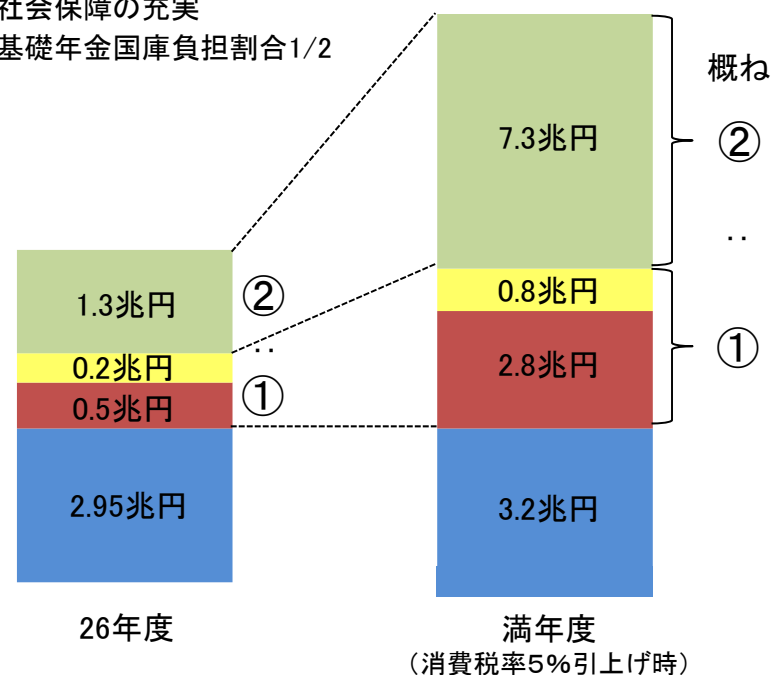 社会保障の充実
基礎年金国庫負担割合1/2
概ね
7.3兆円
②
:
0.8兆円
2.8兆円
①
3.2兆円
1.3兆円
②
:
0.2兆円
①
0.5兆円
2.95兆円
26年度
満年度
（消費税率5%引上げ時）